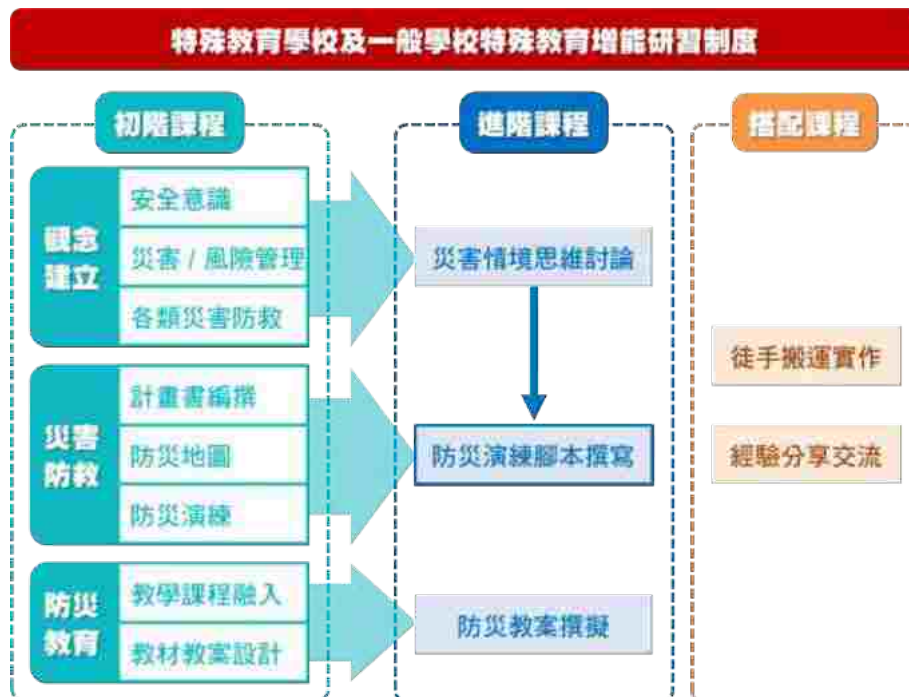 特殊教育學校及一般學校特殊教育增能研習制度
初階課程
進階課程
搭配課程
觀念
建立
安全意識
災害 / 風險管理
各類災害防救
災害情境思維討論
災害
防救
計畫書編撰
防災地圖
防災演練
防災演練腳本撰寫
徒手搬運實作
經驗分享交流
防災
教育
教學課程融入
教材教案設計
防災教案撰擬